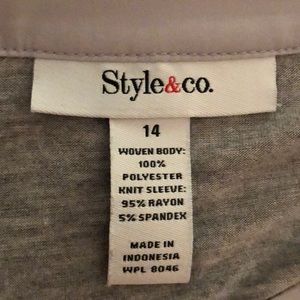 Style&co.
14
WOVEN BODY:
100%
POLYESTER
KNIT SLEEVE:
95% RAYON
5% SPANDEX
MADE IN
INDONESIA
WPL 8046